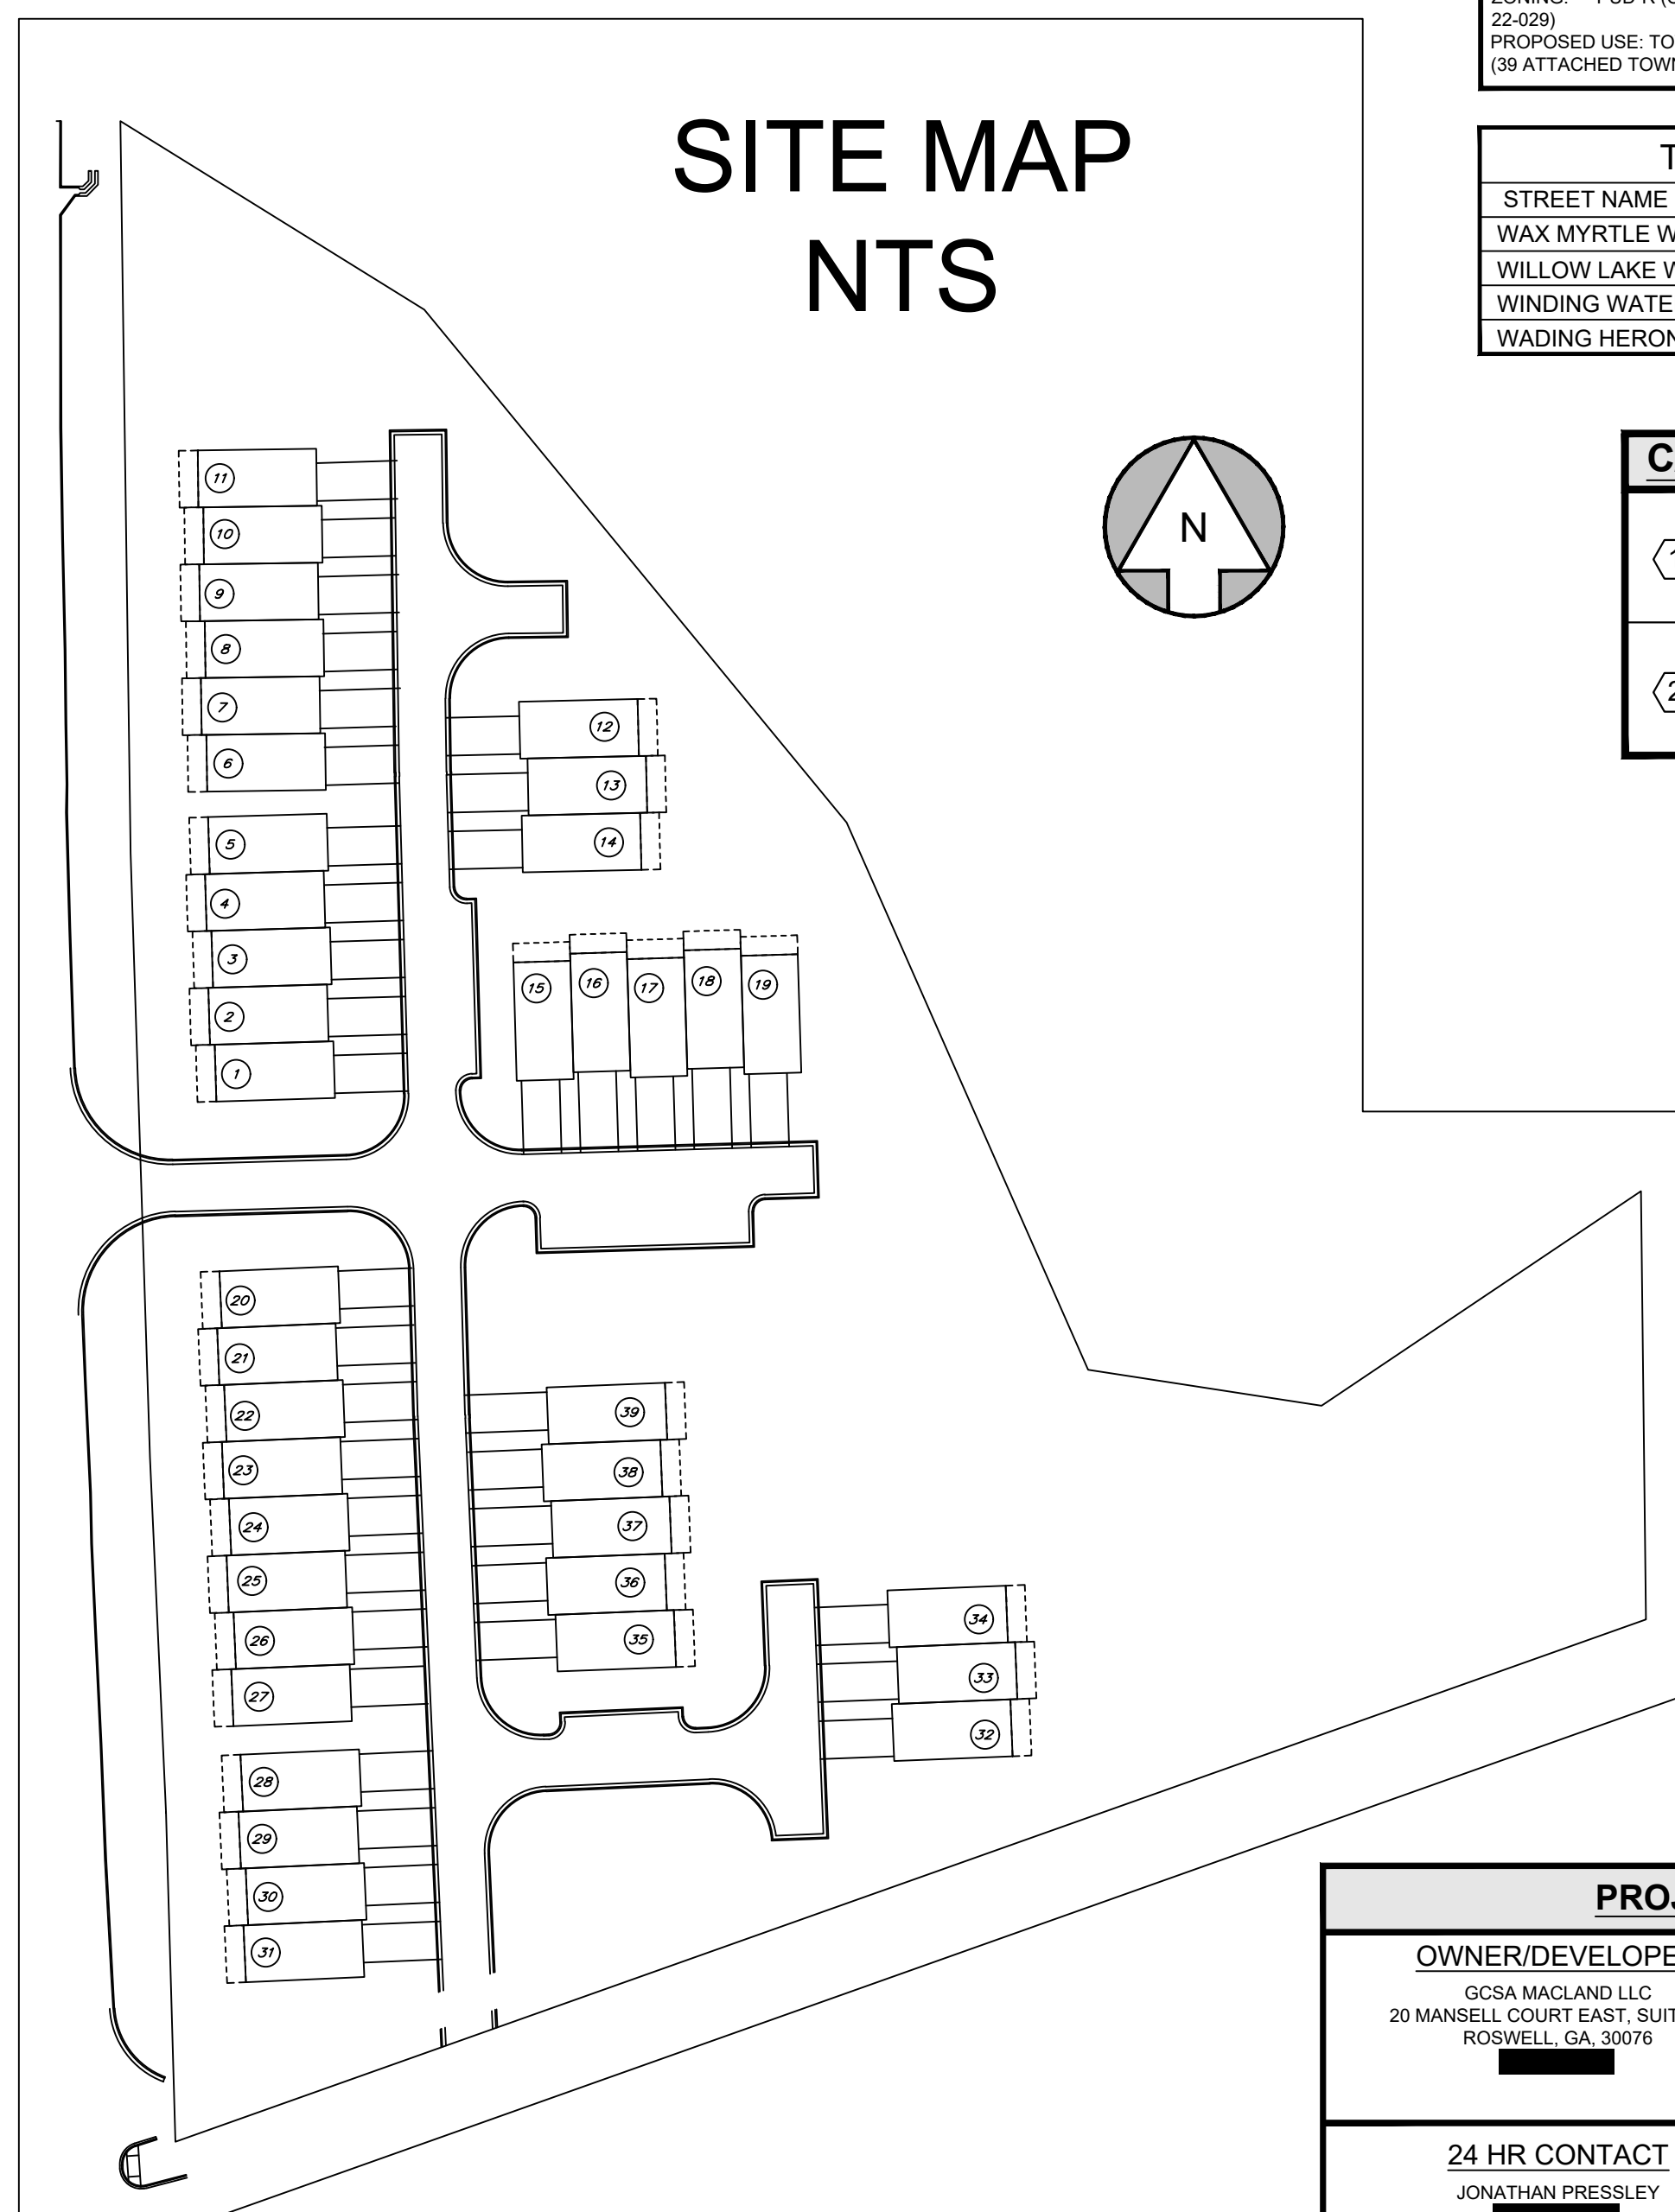 ZONING: PUD-R (
22-029)
PROPOSED USE: TO
(39 ATTACHED TOWN
SITE MAP
NTS
T
STREET NAME
WAX MYRTLE W
WILLOW LAKE W
WINDING WATE
WADING HERON
N
C
1
2
11
10
9
8
7
6
5
4
3
2
1
12
13
14
15 16 17 18 19
20
21
22
23
24
25
26
27
28
29
30
31
39
38
37
36
35
34
33
32
PROJ
OWNER/DEVELOPE
GCSA MACLAND LLC
20 MANSELL COURT EAST, SUIT
ROSWELL, GA, 30076
24 HR CONTACT
JONATHAN PRESSLEY